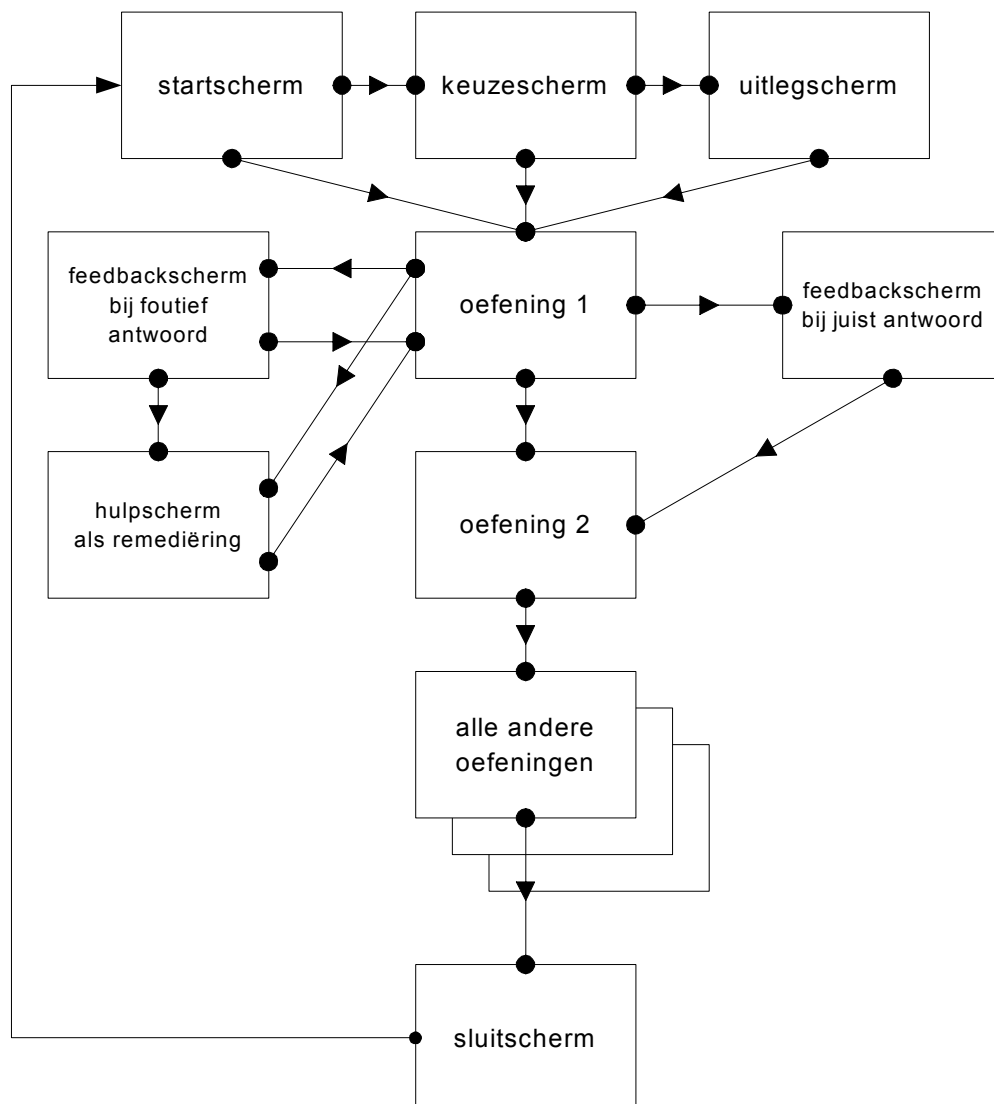 startscherm
keuzescherm
uitlegscherm
feedbackscherm
bij foutief
antwoord
oefening 1
feedbackscherm
bij juist antwoord
hulpscherm
als remediëring
oefening 2
alle andere
oefeningen
sluitscherm